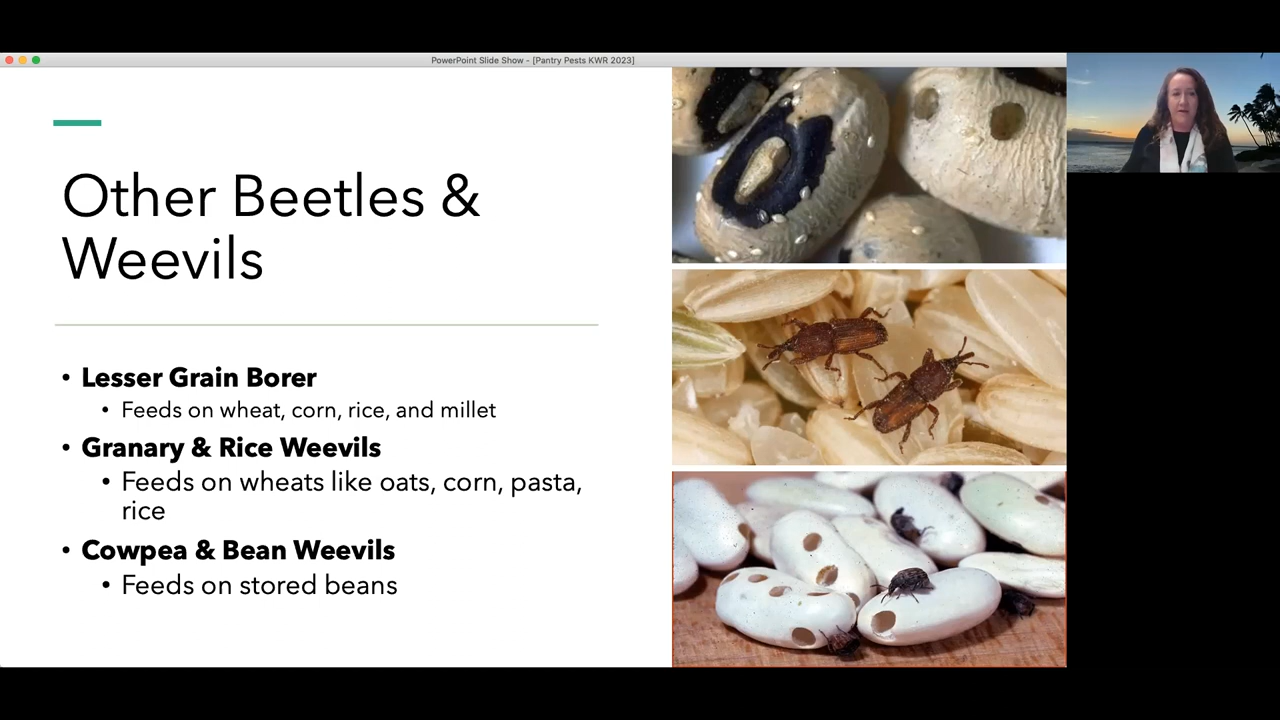 PowerPoint Slide Show - [Pantry Pests KWR 2023]
Other Beetles &
Weevils
• Lesser Grain Borer
• Feeds on wheat, corn, rice, and millet
• Granary & Rice Weevils
• Feeds on wheats like oats, corn, pasta,
rice
• Cowpea & Bean Weevils
• Feeds on stored beans